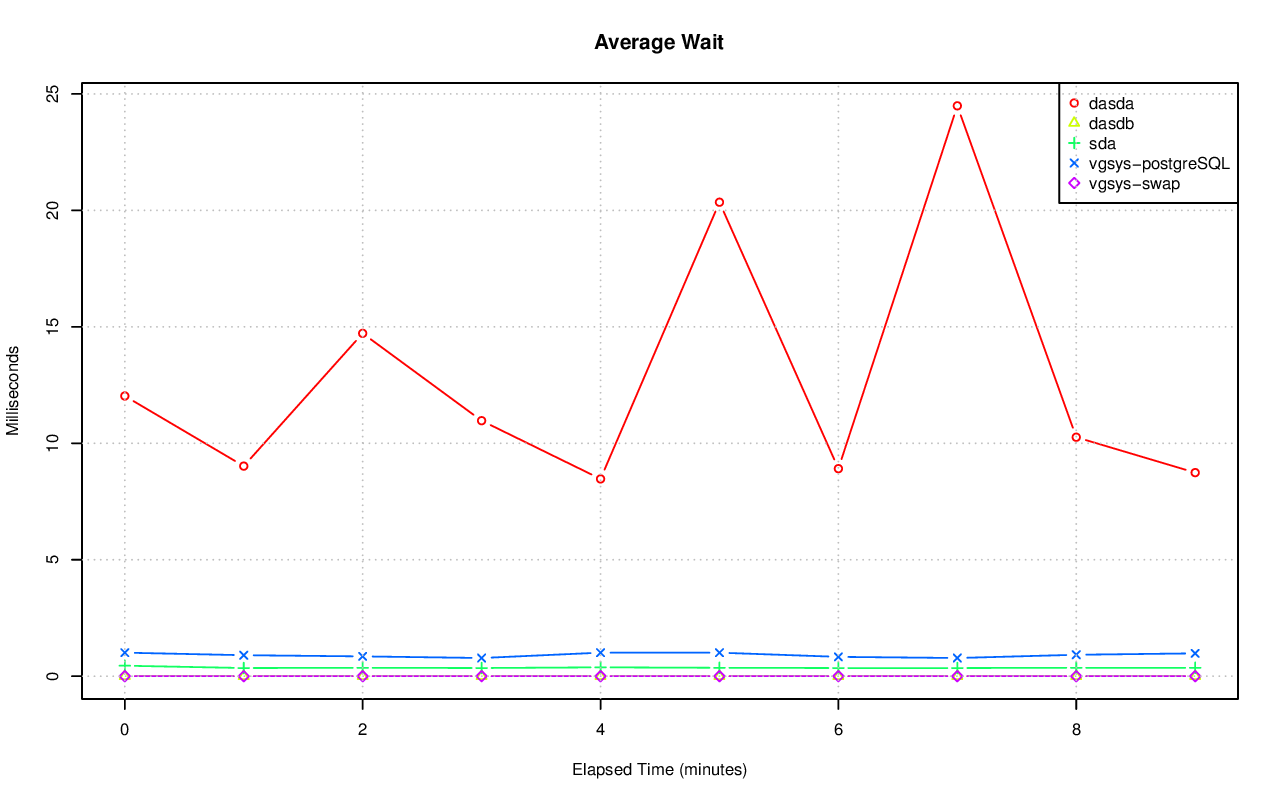 Average Wait
Milliseconds
25
20
15
10
5
0
dasda
dasdb
sda
vgsys−postgreSQL
vgsys−swap
0
2
4
6
8
Elapsed Time (minutes)